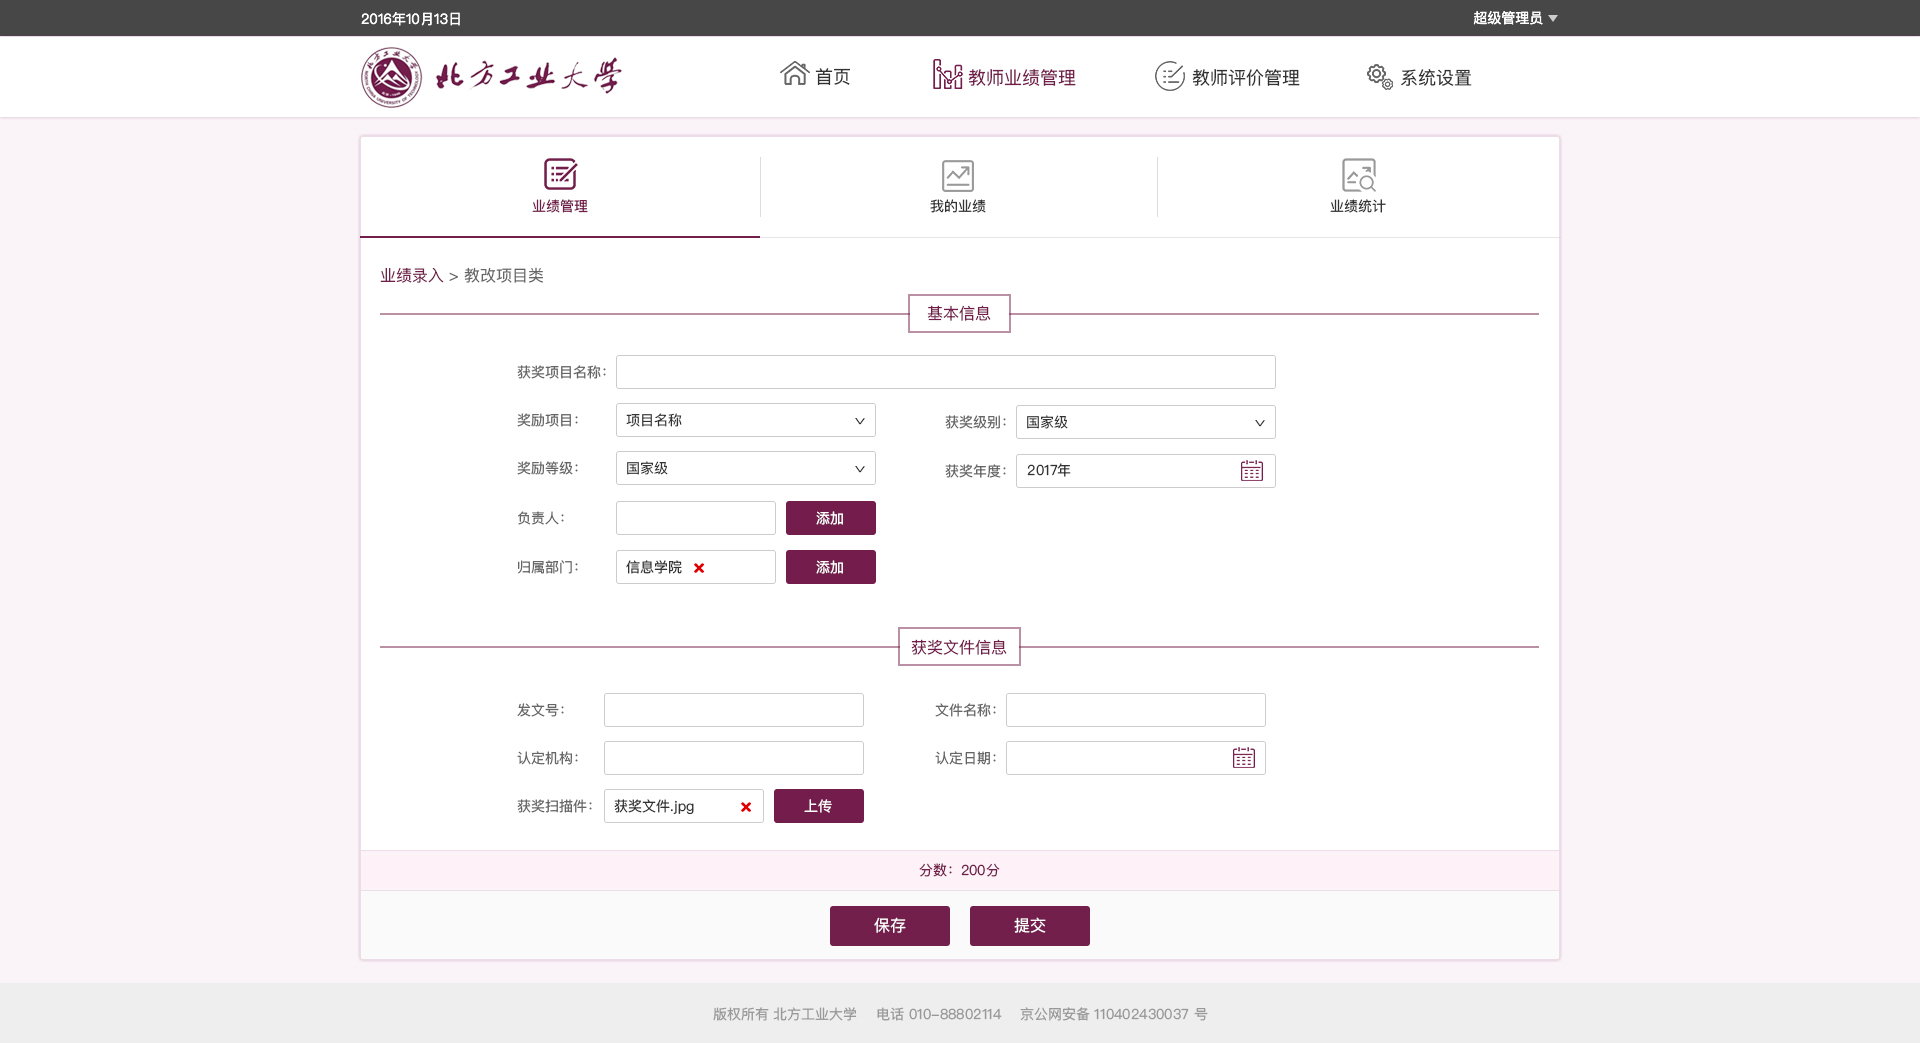 2016年10月13日 超级管理员
北方工业大学 首页 教师业绩管理 教师评价管理 系统设置
业绩管理 我的业绩 业绩统计
业绩录入 > 教改项目类
基本信息
获奖项目名称：
奖励项目： 项目名称 获奖级别： 国家级
奖励等级： 国家级 获奖年度： 2017年
负责人： 添加
归属部门： 信息学院 添加
获奖文件信息
发文号： 文件名称：
认定机构： 认定日期：
获奖扫描件： 获奖文件.jpg 上传
分数：200分
保存 提交
版权所有 北方工业大学 电话 010-88802114 京公网安备 110402430037 号